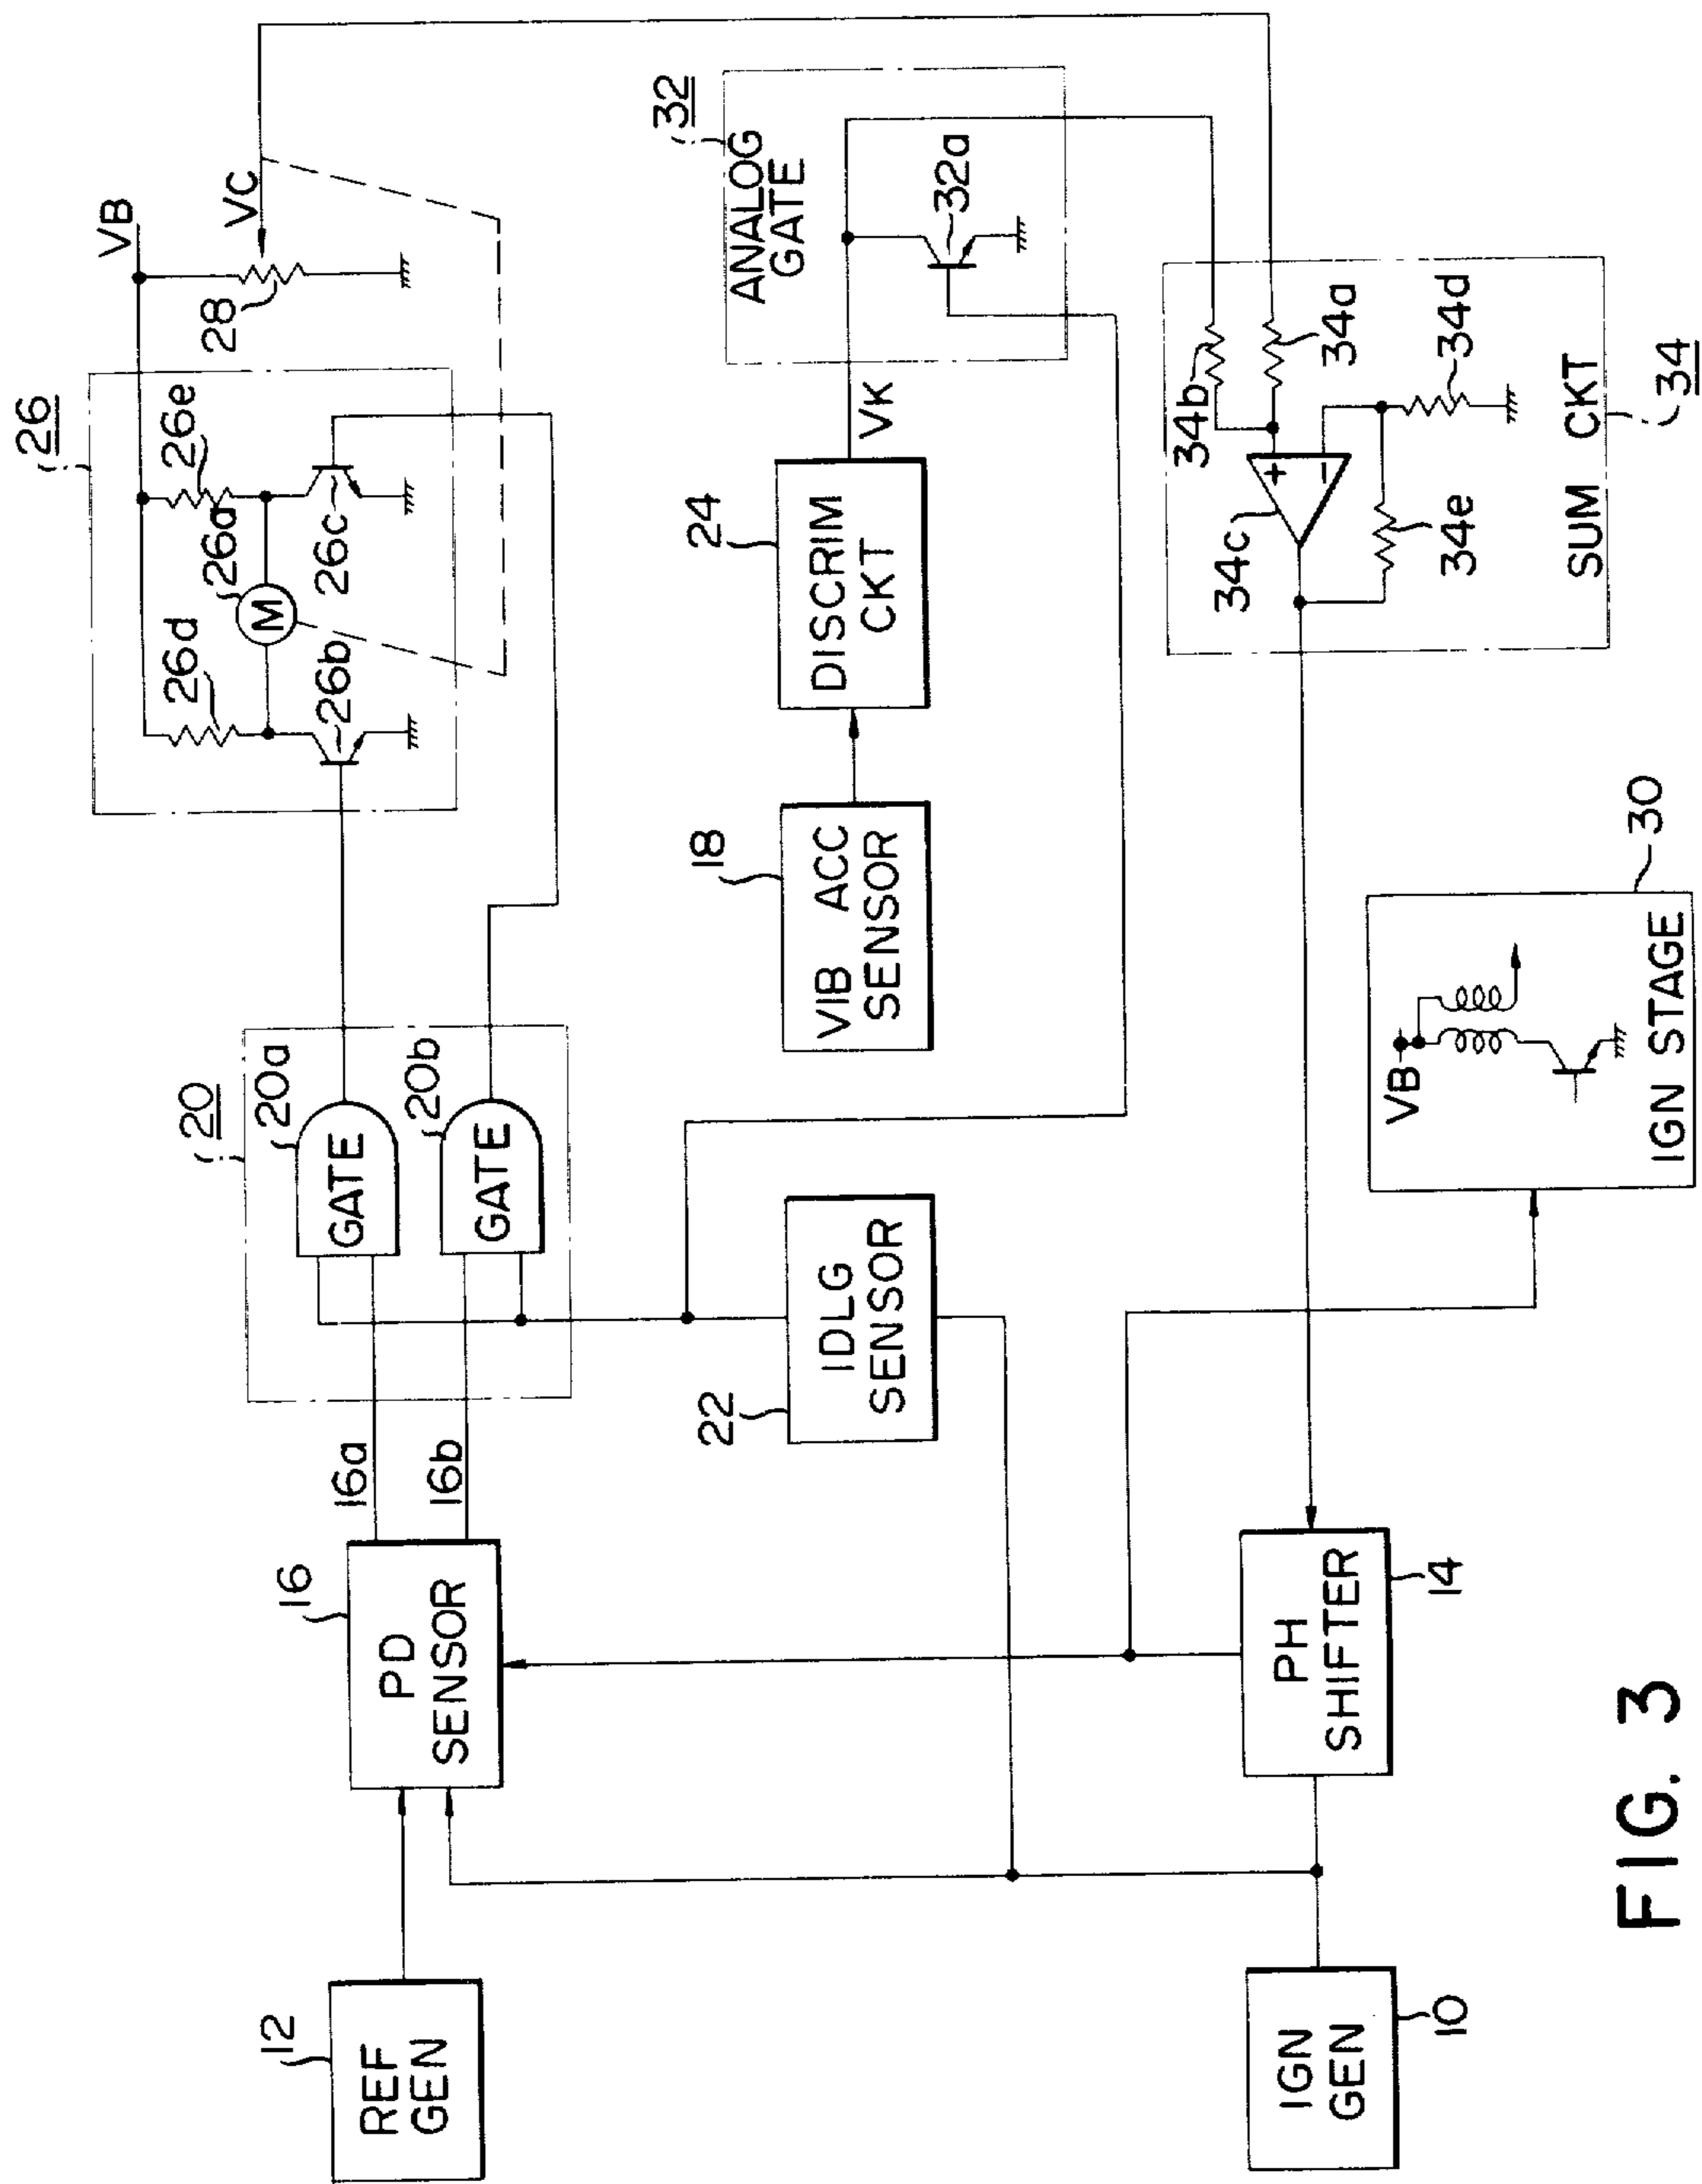 12
REF
GEN
16
PD
SENSOR
16a
16b
20
20a
GATE
20b
GATE
26
26d
26a
26e
M
26b
26c
VB
28
VC
22
IDLG
SENSOR
18
VIB ACC
SENSOR
24
DISCRIM
CKT
VK
32
ANALOG
GATE
32a
10
IGN
GEN
14
PH
SHIFTER
30
VB
IGN STAGE
34b
34a
34c
+
−
34d
34e
SUM CKT
34
FIG. 3